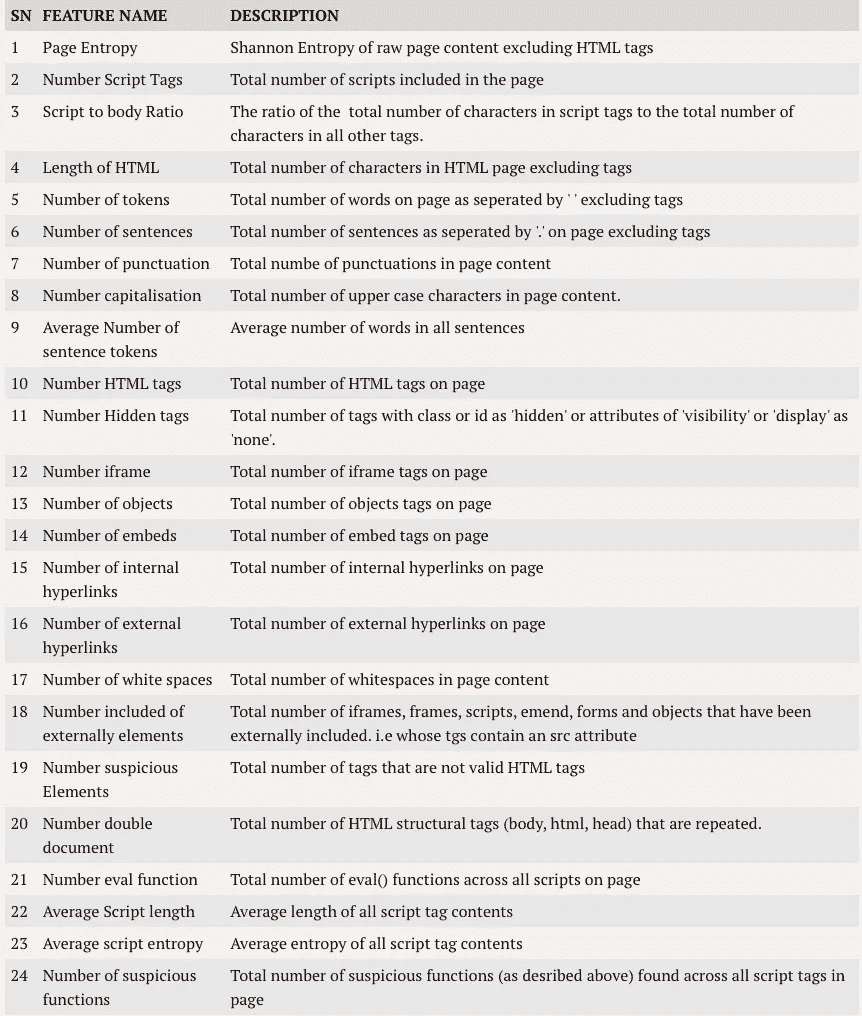 SN FEATURE NAME DESCRIPTION
1 Page Entropy Shannon Entropy of raw page content excluding HTML tags
2 Number Script Tags Total number of scripts included in the page
3 Script to body Ratio The ratio of the total number of characters in script tags to the total number of
characters in all other tags.
4 Length of HTML Total number of characters in HTML page excluding tags
5 Number of tokens Total number of words on page as seperated by ' ' excluding tags
6 Number of sentences Total number of sentences as seperated by '.' on page excluding tags
7 Number of punctuation Total numbe of punctuations in page content
8 Number capitalisation Total number of upper case characters in page content.
9 Average Number of Average number of words in all sentences
sentence tokens
10 Number HTML tags Total number of HTML tags on page
11 Number Hidden tags Total number of tags with class or id as 'hidden' or attributes of 'visibility' or 'display' as
'none'.
12 Number iframe Total number of iframe tags on page
13 Number of objects Total number of objects tags on page
14 Number of embeds Total number of embed tags on page
15 Number of internal Total number of internal hyperlinks on page
hyperlinks
16 Number of external Total number of external hyperlinks on page
hyperlinks
17 Number of white spaces Total number of whitespaces in page content
18 Number included of Total number of iframes, frames, scripts, emend, forms and objects that have been
externally elements externally included. i.e whose tgs contain an src attribute
19 Number suspicious Total number of tags that are not valid HTML tags
Elements
20 Number double Total number of HTML structural tags (body, html, head) that are repeated.
document
21 Number eval function Total number of eval() functions across all scripts on page
22 Average Script length Average length of all script tag contents
23 Average script entropy Average entropy of all script tag contents
24 Number of suspicious Total number of suspicious functions (as desribed above) found across all script tags in
functions page